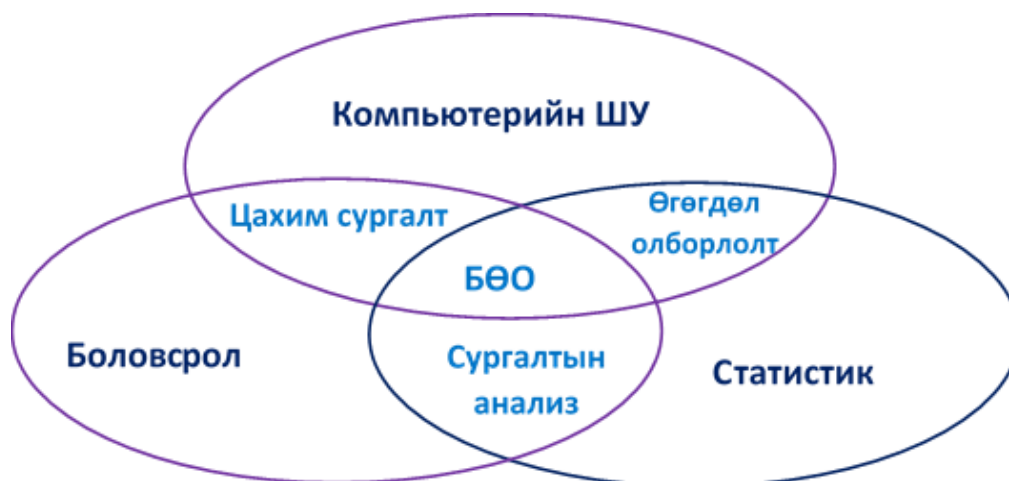 Компьютерийн ШУ
Цахим сургалт
Өгөгдөл
олборлолт
БӨО
Боловсрол
Сургалтын
анализ
Статистик